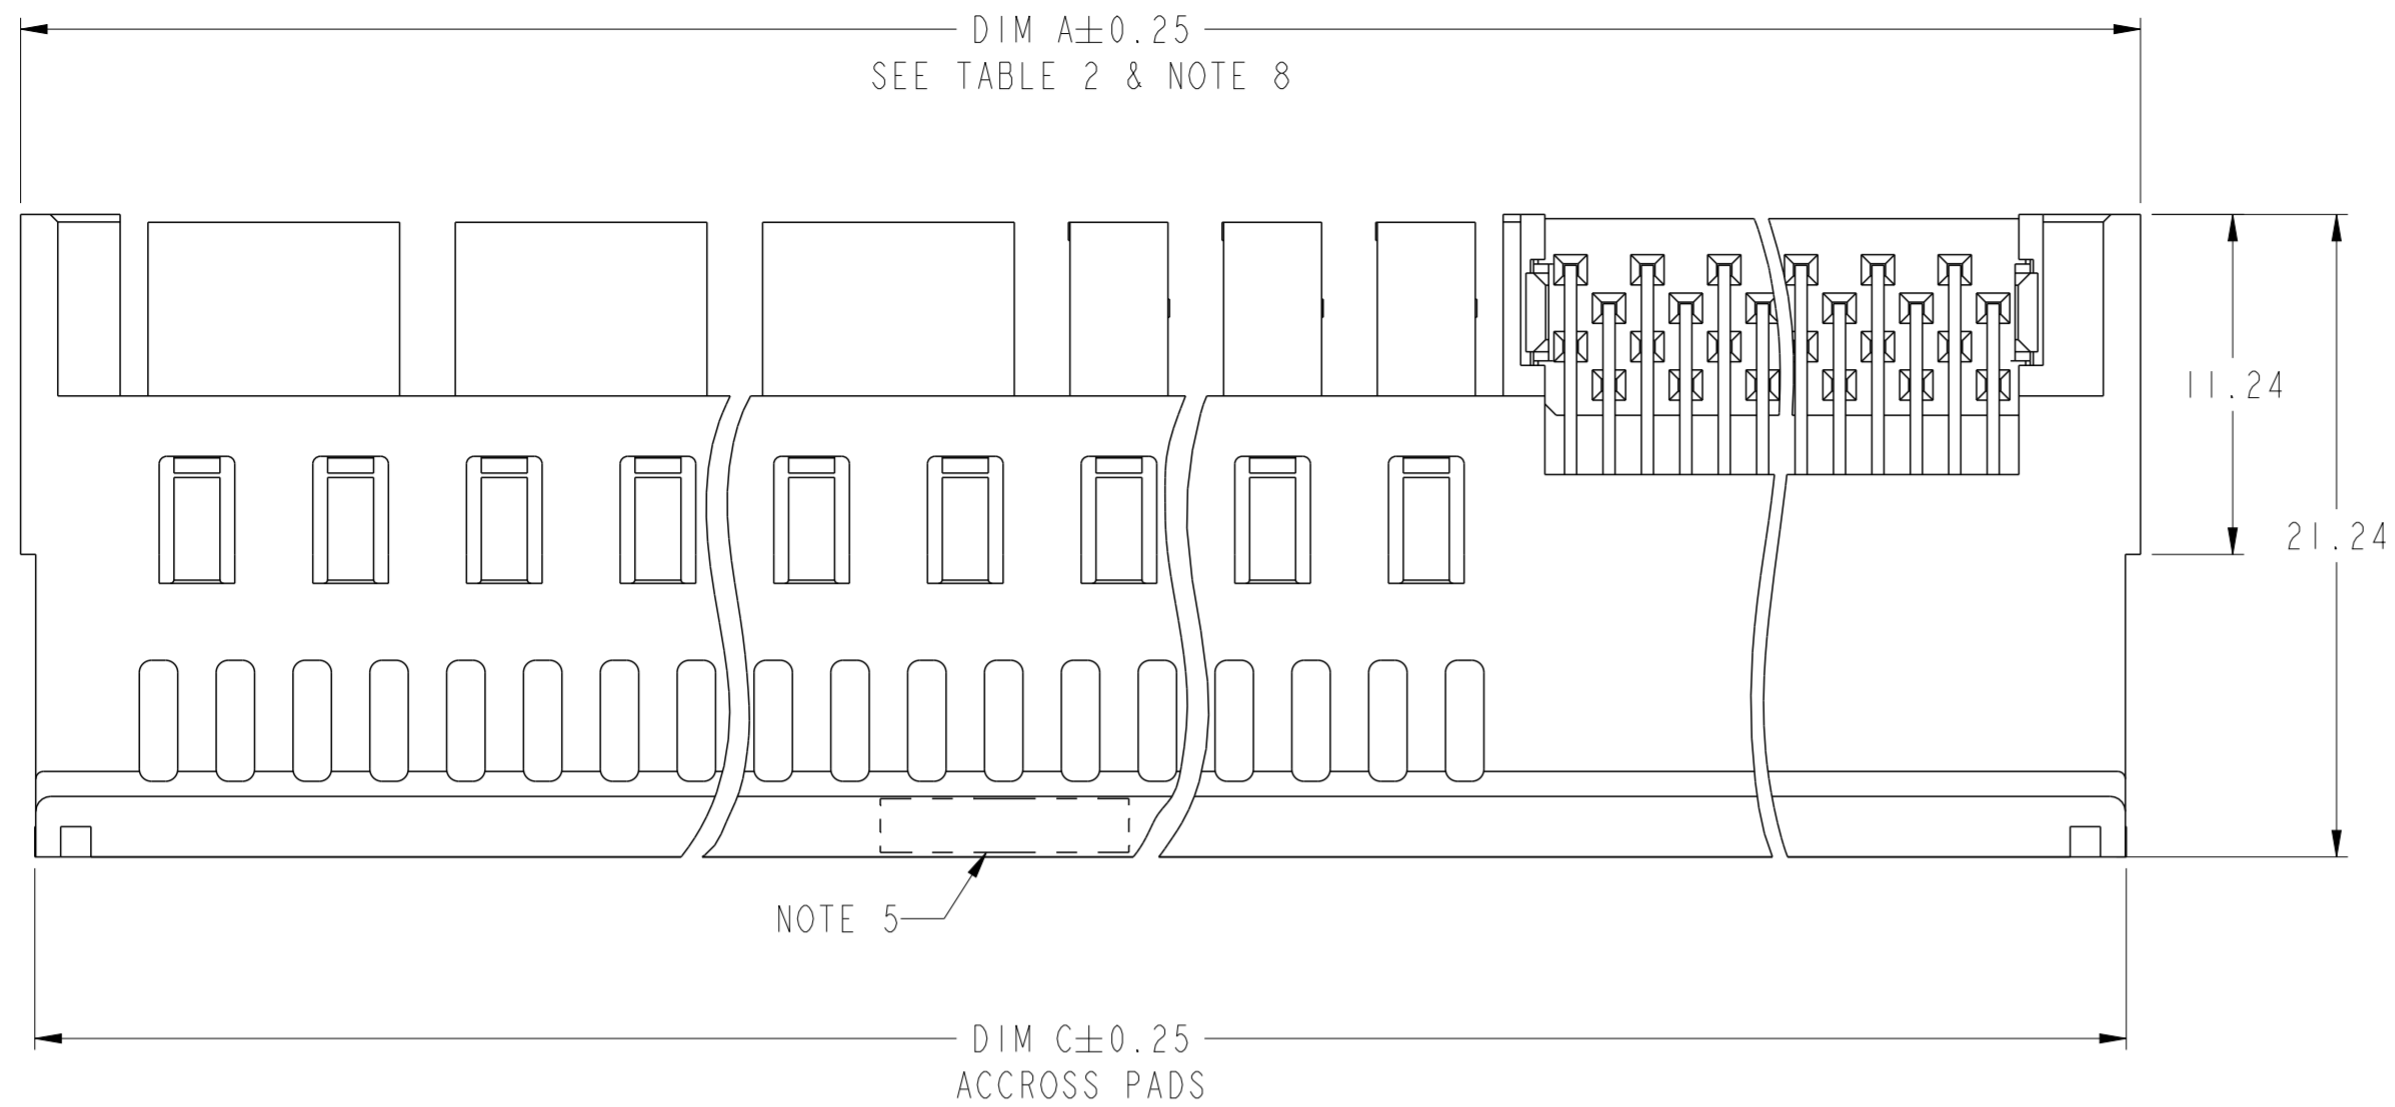 DIM A±0.25
SEE TABLE 2 & NOTE 8
11.24
21.24
NOTE 5
DIM C±0.25
ACCROSS PADS